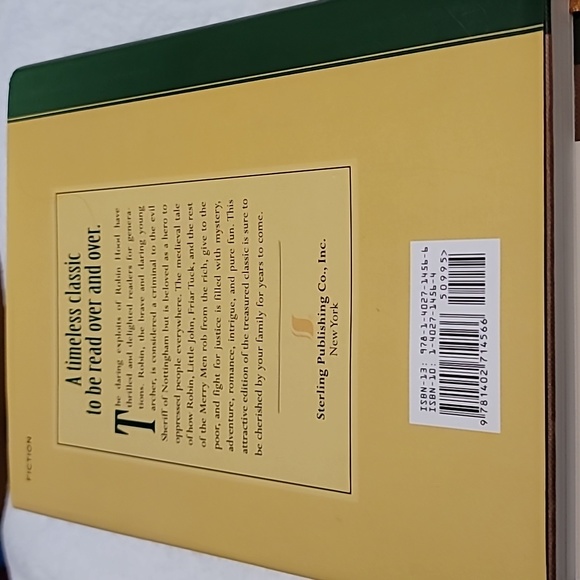 FICTION
A timeless classic
to be read over and over.
The daring exploits of Robin Hood have
thrilled and delighted readers for genera-
tions. Robin, the brave and daring young
archer, is considered a criminal to the evil
Sheriff of Nottingham but is beloved as a hero to
oppressed people everywhere. The medieval tale
of how Robin, Little John, Friar Tuck, and the rest
of the Merry Men rob from the rich, give to the
poor, and fight for justice is filled with mystery,
adventure, romance, intrigue, and pure fun. This
attractive edition of the treasured classic is sure to
be cherished by your family for years to come.
Sterling Publishing Co., Inc.
New York
ISBN-13: 978-1-4027-1456-6
ISBN-10: 1-4027-1456-4
50995>
9 781402 714566